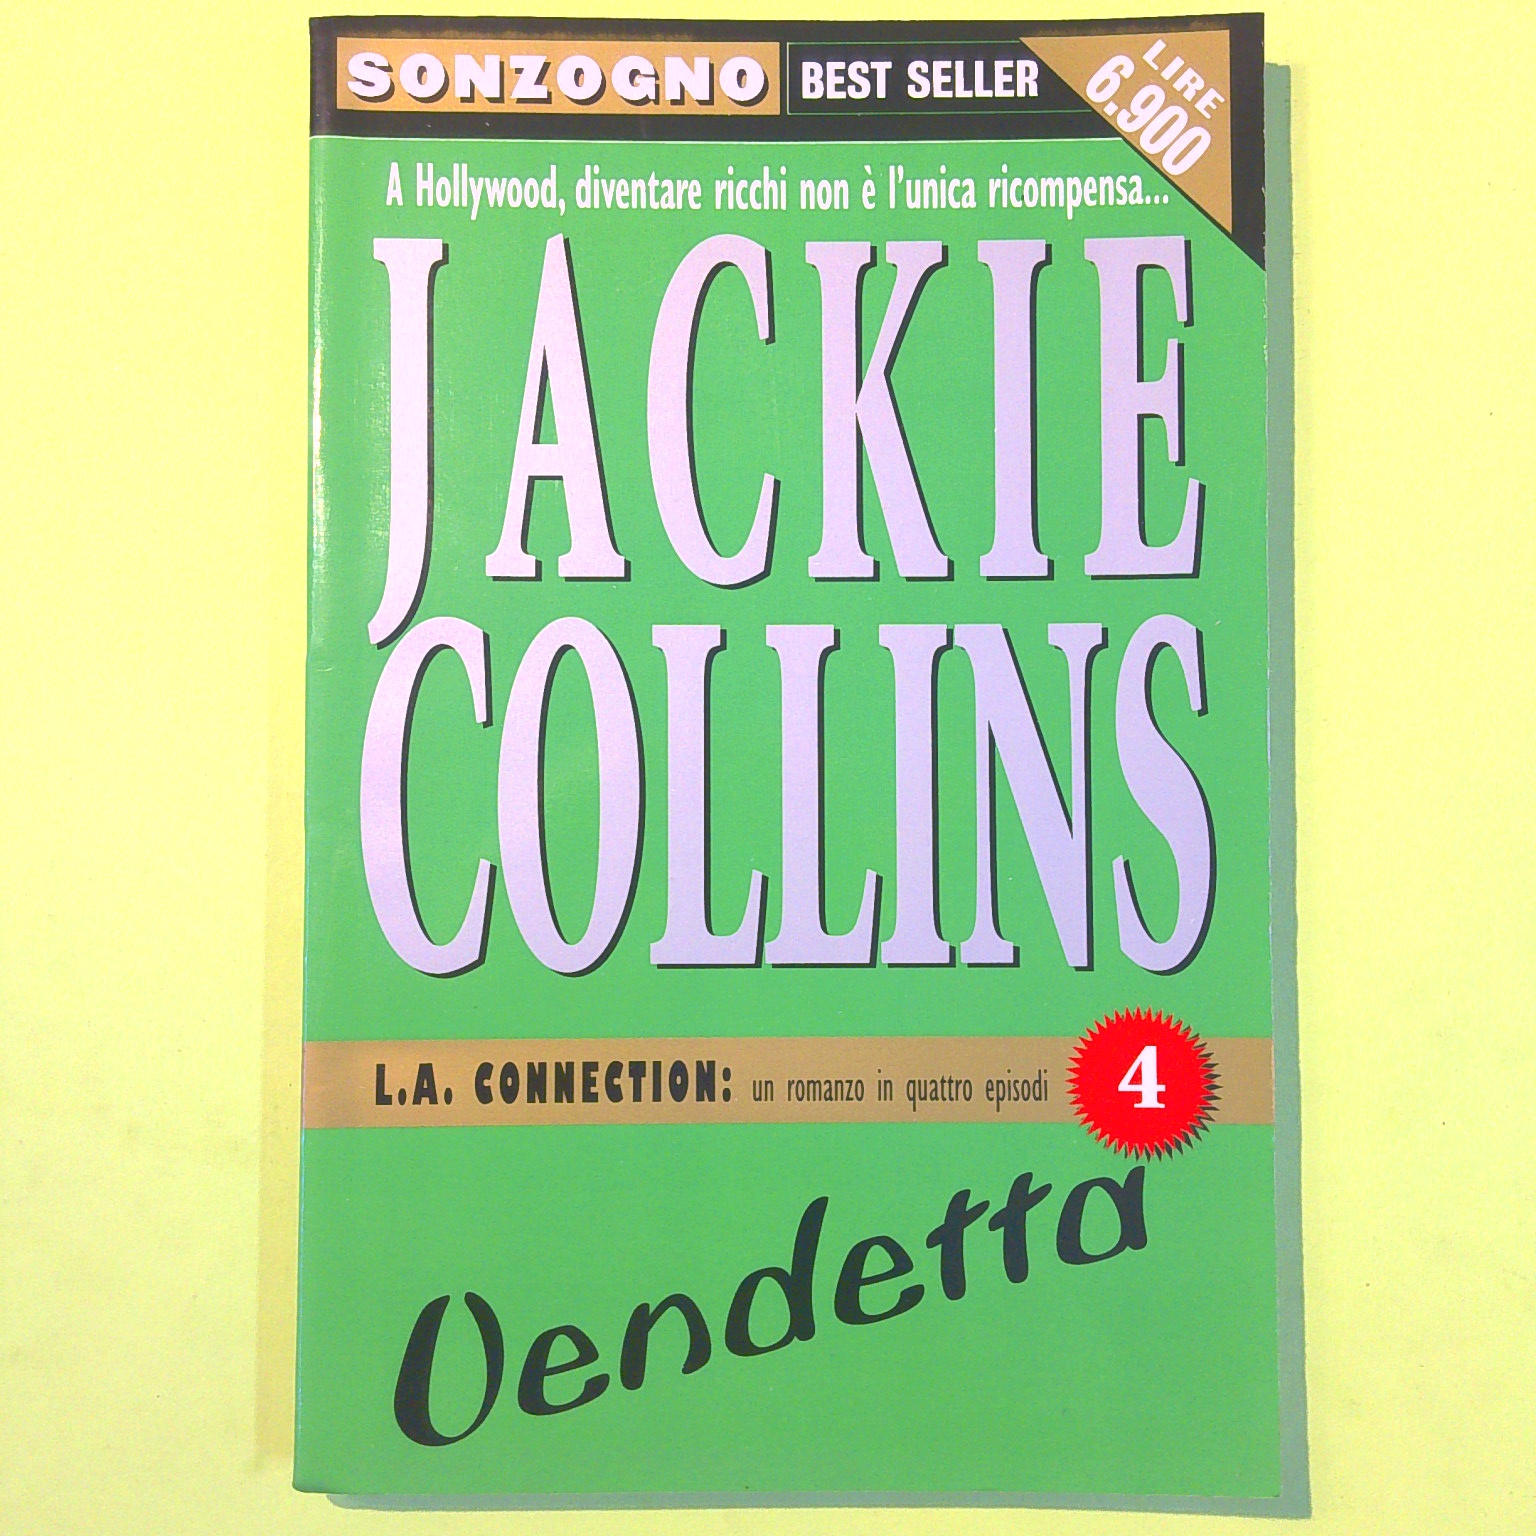 SONZOGNO BEST SELLER
LIRE
6.900
A Hollywood, diventare ricchi non è l'unica ricompensa...
JACKIE
COLLINS
L.A. CONNECTION: un romanzo in quattro episodi 4
Vendetta